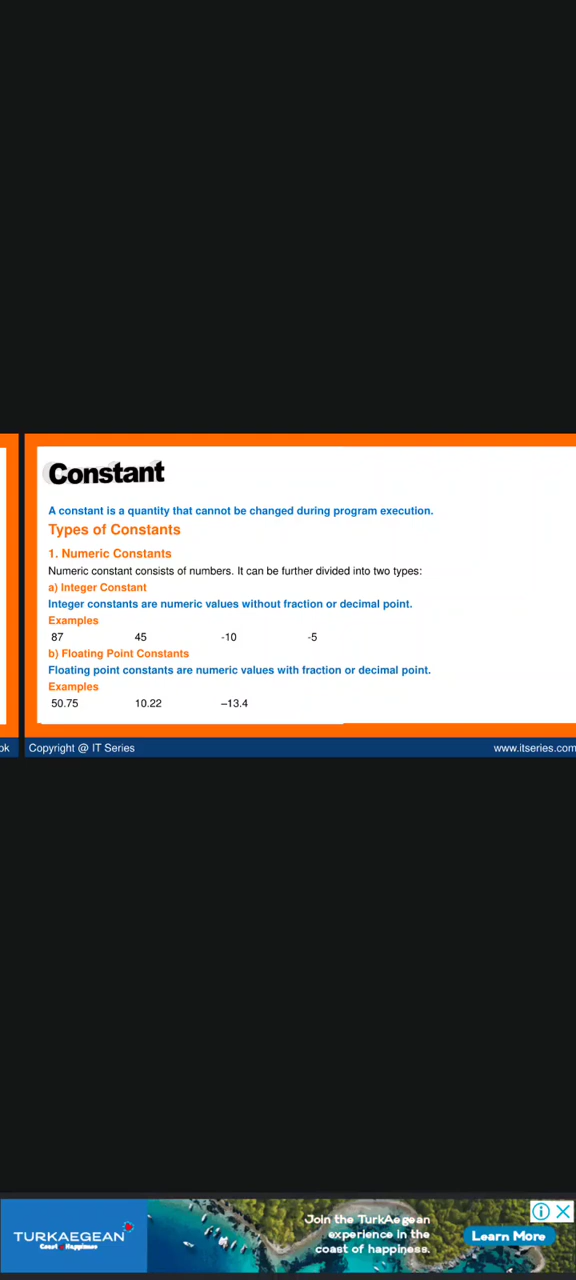 Constant
A constant is a quantity that cannot be changed during program execution.
Types of Constants
1. Numeric Constants
Numeric constant consists of numbers. It can be further divided into two types:
a) Integer Constant
Integer constants are numeric values without fraction or decimal point.
Examples
87 45 -10 -5
b) Floating Point Constants
Floating point constants are numeric values with fraction or decimal point.
Examples
50.75 10.22 –13.4
ok Copyright @ IT Series www.itseries.com
TURKAEGEAN
Coast of Happiness
Join the TurkAegean
experience in the
coast of happiness.
Learn More